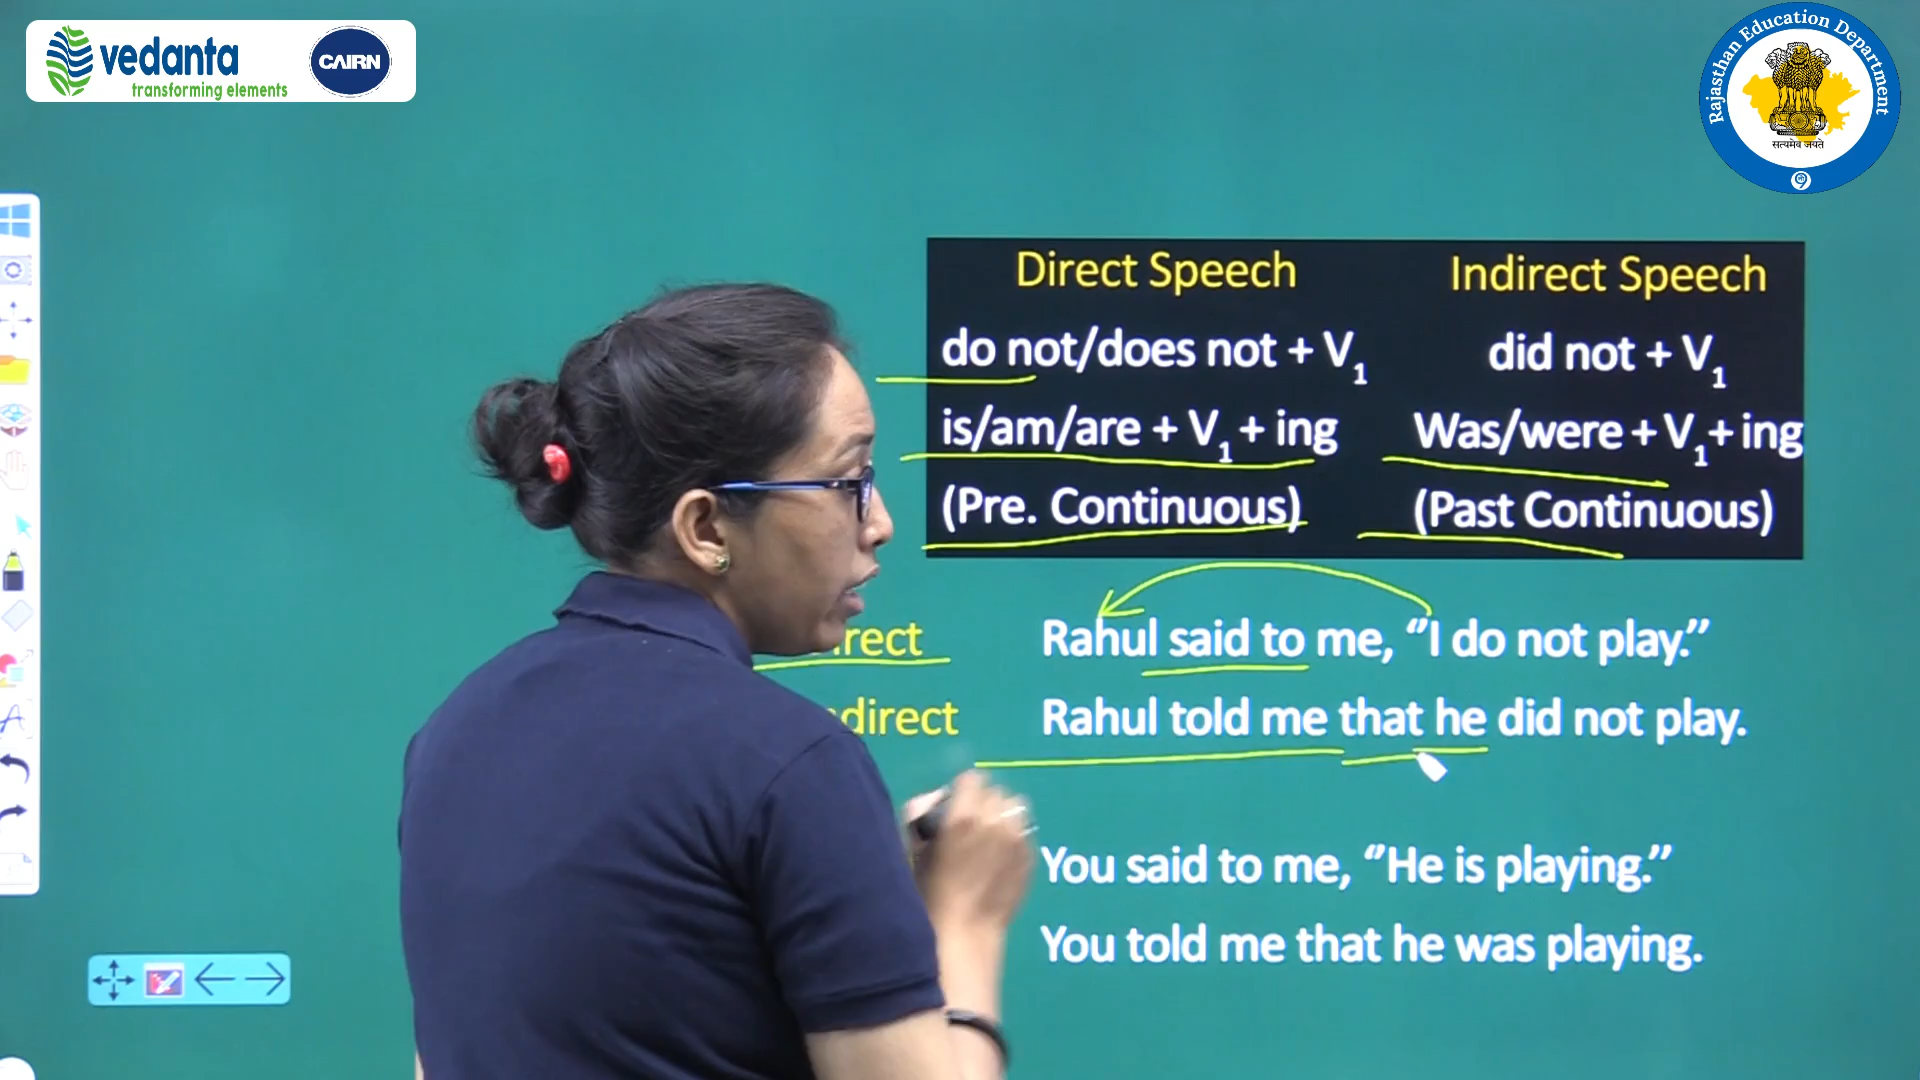 vedanta
transforming elements
CAIRN
Rajasthan Education Department
सत्यमेव जयते
Direct Speech Indirect Speech
do not/does not + V1 did not + V1
is/am/are + V1 + ing Was/were + V1 + ing
(Pre. Continuous) (Past Continuous)
Rahul said to me, “I do not play.”
Rahul told me that he did not play.
You said to me, “He is playing.”
You told me that he was playing.